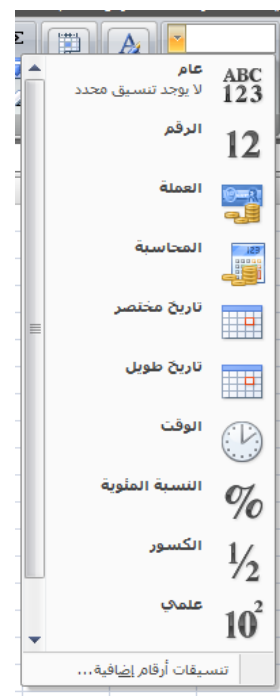 عام
لا يوجد تنسيق محدد
ABC
123
الرقم
12
العملة
المحاسبة
تاريخ مختصر
تاريخ طويل
الوقت
النسبة المئوية
%
الكسور
½
علمي
10²
تنسيقات أرقام إضافية...